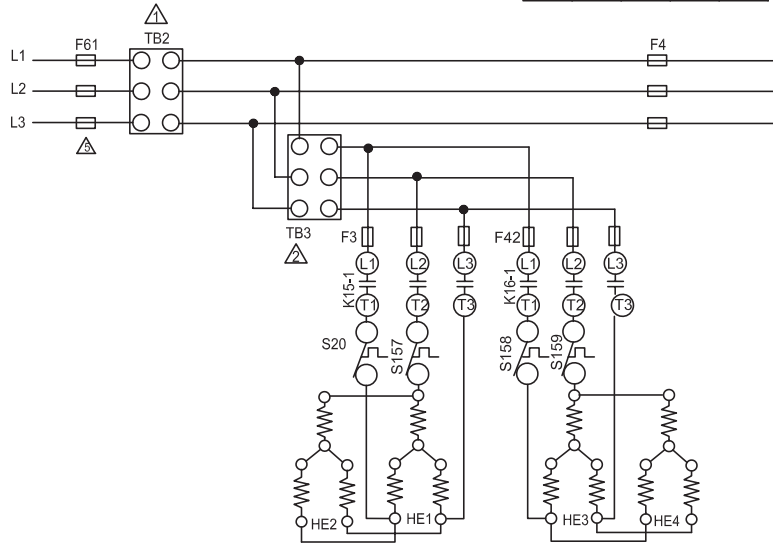 1
F61
TB2
F4
L1
L2
L3
5
TB3
2
F3
F42
L1
L2
L3
L1
L2
L3
K15-1
K16-1
T1
T2
T3
T1
T2
T3
S20
S157
S158
S159
HE2
HE1
HE3
HE4